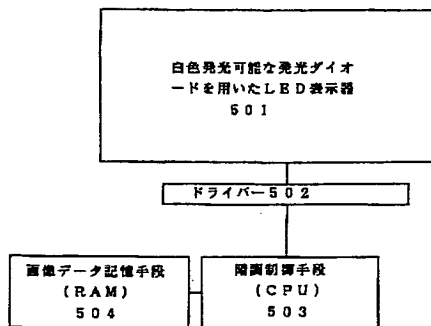 白色発光可能な発光ダイオ
ードを用いたLED表示器
501
ドライバー502
画像データ記憶手段
(RAM)
504
階調制御手段
(CPU)
503